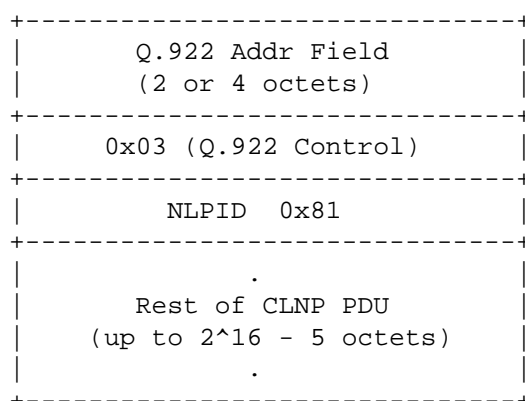 Q.922 Addr Field
(2 or 4 octets)
0x03 (Q.922 Control)
NLPID 0x81
.
Rest of CLNP PDU
(up to 2^16 - 5 octets)
.